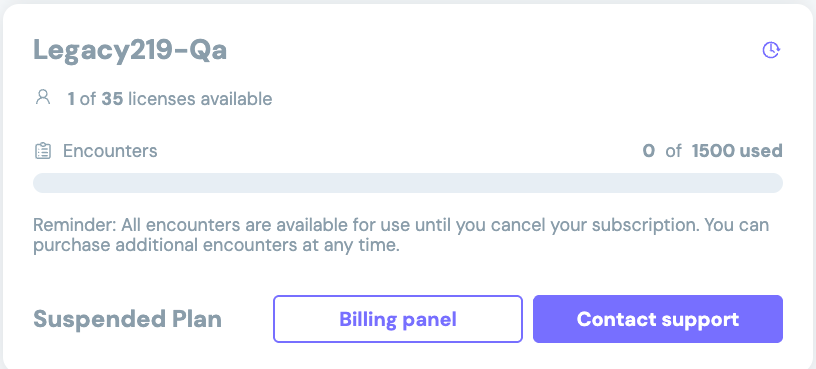 Legacy219-Qa
1 of 35 licenses available
Encounters 0 of 1500 used
Reminder: All encounters are available for use until you cancel your subscription. You can
purchase additional encounters at any time.
Suspended Plan Billing panel Contact support